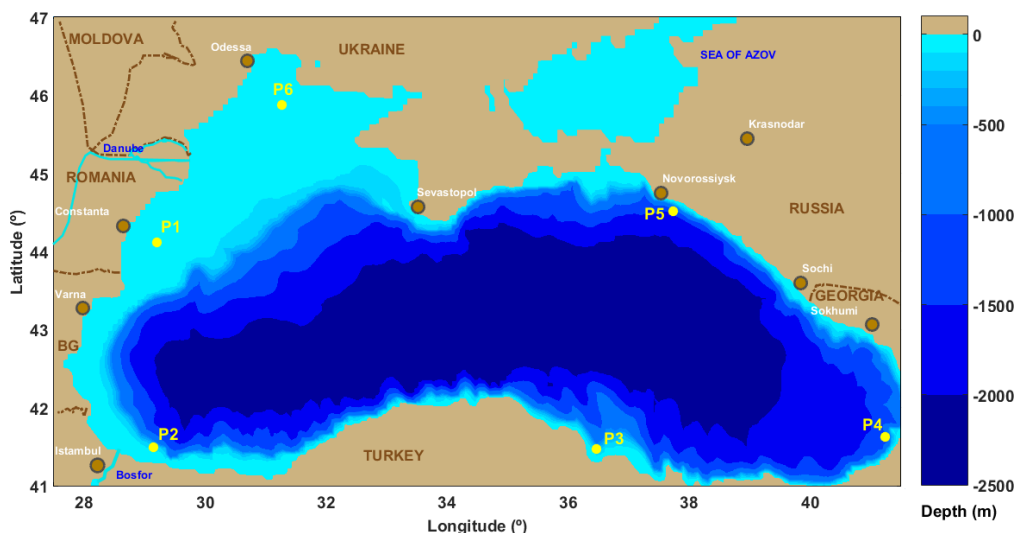 47
46
45
44
43
42
41
Latitude (º)
28
30
32
34
36
38
40
Longitude (º)
MOLDOVA
Odessa
UKRAINE
SEA OF AZOV
P6
Krasnodar
Danube
ROMANIA
Sevastopol
Novorossiysk
Constanta
P1
P5
RUSSIA
Varna
Sochi
GEORGIA
Sokhumi
BG
P2
P3
P4
Istambul
Bosfor
TURKEY
0
-500
-1000
-1500
-2000
-2500
Depth (m)